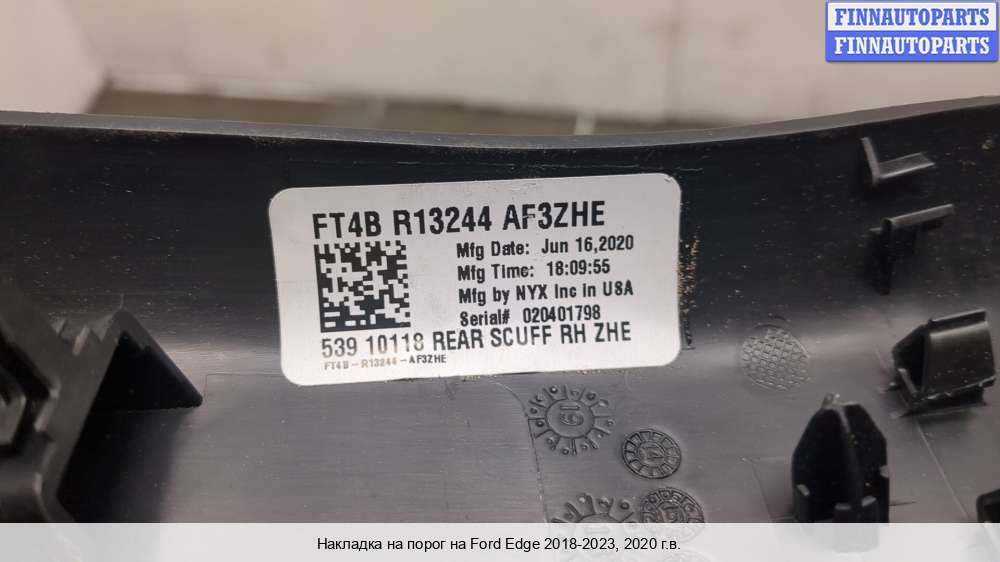 FINNAUTOPARTS
FINNAUTOPARTS
FT4B R13244 AF3ZHE
Mfg Date: Jun 16,2020
Mfg Time: 18:09:55
Mfg by NYX Inc in USA
Serial# 020401798
539 10118 REAR SCUFF RH ZHE
FT4B-R13244-AF3ZHE
19
Накладка на порог на Ford Edge 2018-2023, 2020 г.в.